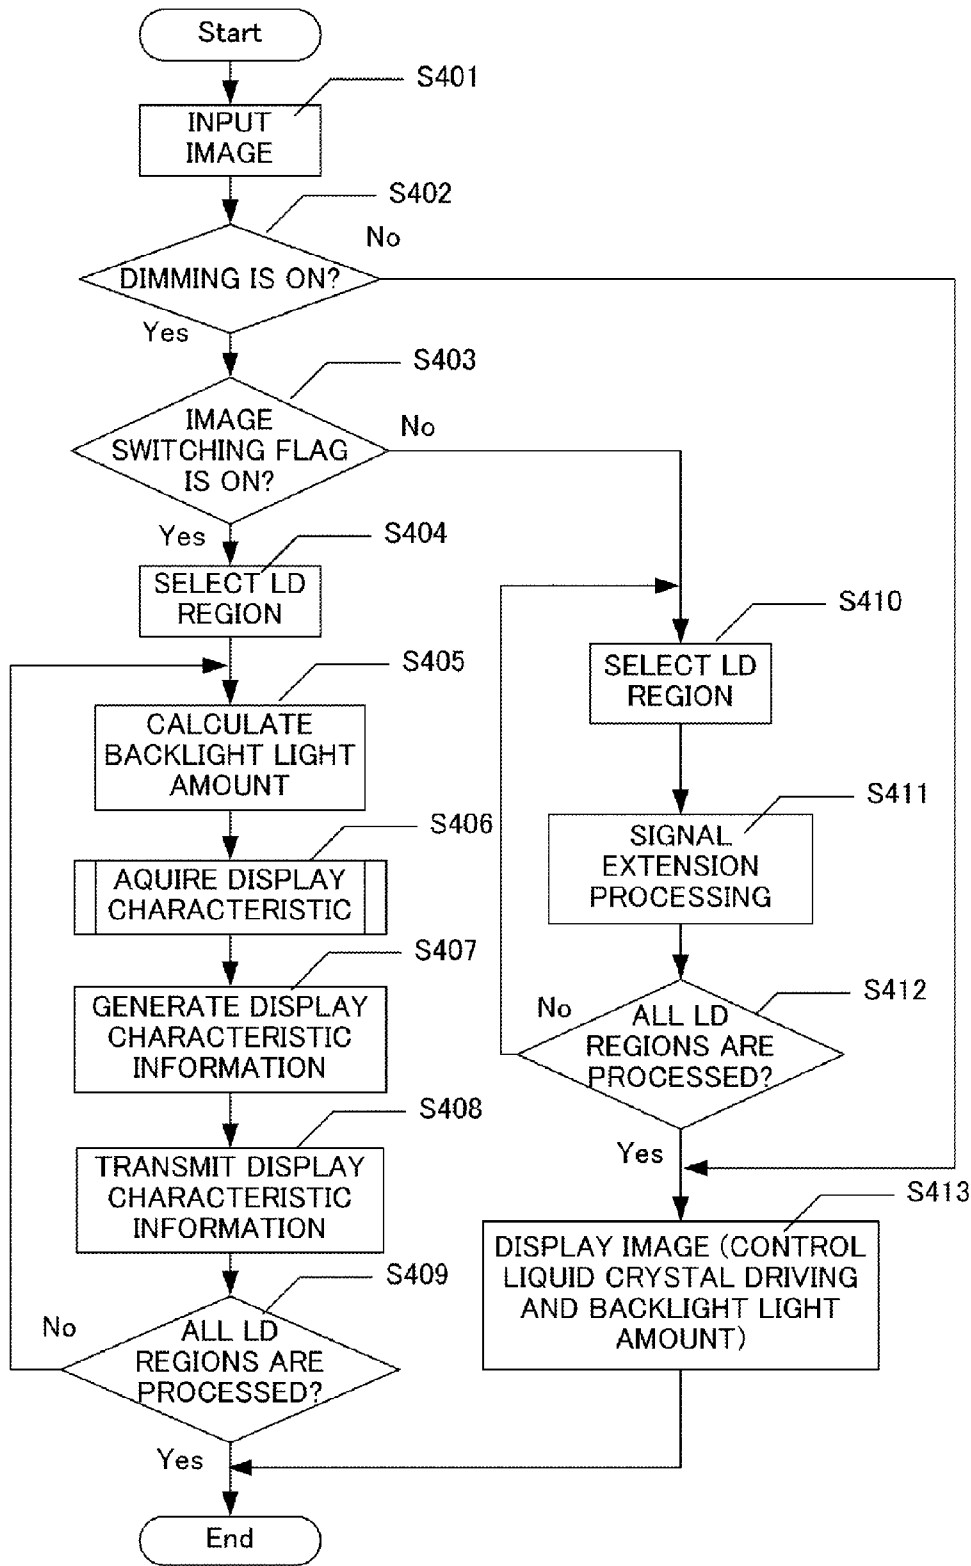 Start
S401
INPUT
IMAGE
S402
No
DIMMING IS ON?
Yes
S403
IMAGE
SWITCHING FLAG
IS ON?
No
Yes
S404
SELECT LD
REGION
S405
CALCULATE
BACKLIGHT LIGHT
AMOUNT
S406
AQUIRE DISPLAY
CHARACTERISTIC
S407
GENERATE DISPLAY
CHARACTERISTIC
INFORMATION
S408
TRANSMIT DISPLAY
CHARACTERISTIC
INFORMATION
S409
No
ALL LD
REGIONS ARE
PROCESSED?
Yes
S410
SELECT LD
REGION
S411
SIGNAL
EXTENSION
PROCESSING
S412
No
ALL LD
REGIONS ARE
PROCESSED?
Yes
S413
DISPLAY IMAGE (CONTROL
LIQUID CRYSTAL DRIVING
AND BACKLIGHT LIGHT
AMOUNT)
End